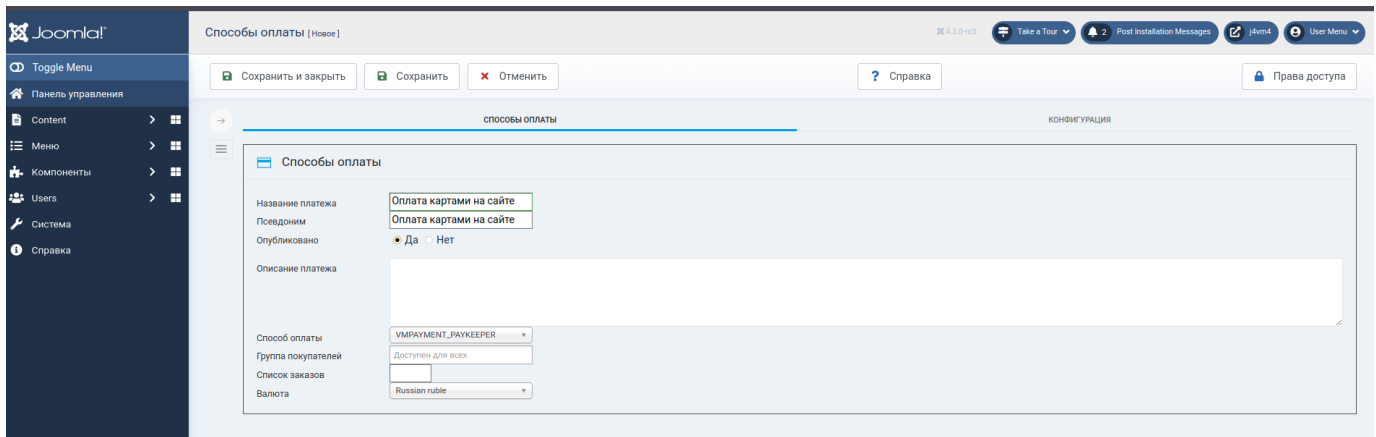 Joomla!
Способы оплаты [ Новое ]
4.3.0-rc3
Take a Tour
2 Post Installation Messages
j4vm4
User Menu
Toggle Menu
Панель управления
Content
Меню
Компоненты
Users
Система
Справка
Сохранить и закрыть
Сохранить
Отменить
Справка
Права доступа
СПОСОБЫ ОПЛАТЫ
КОНФИГУРАЦИЯ
Способы оплаты
Название платежа Оплата картами на сайте
Псевдоним Оплата картами на сайте
Опубликовано Да Нет
Описание платежа
Способ оплаты VMPAYMENT_PAYKEEPER
Группа покупателей Доступен для всех
Список заказов
Валюта Russian ruble